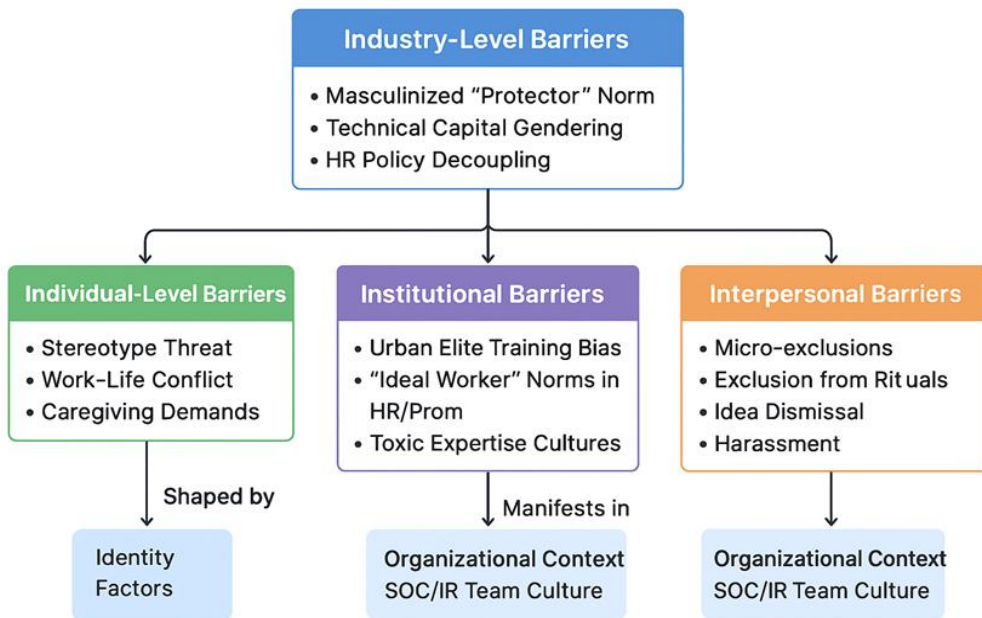 Industry-Level Barriers
• Masculinized “Protector” Norm
• Technical Capital Gendering
• HR Policy Decoupling
Individual-Level Barriers
• Stereotype Threat
• Work-Life Conflict
• Caregiving Demands
Institutional Barriers
• Urban Elite Training Bias
• “Ideal Worker” Norms in
HR/Prom
• Toxic Expertise Cultures
Interpersonal Barriers
• Micro-exclusions
• Exclusion from Rituals
• Idea Dismissal
• Harassment
Shaped by
Manifests in
Identity
Factors
Organizational Context
SOC/IR Team Culture
Organizational Context
SOC/IR Team Culture